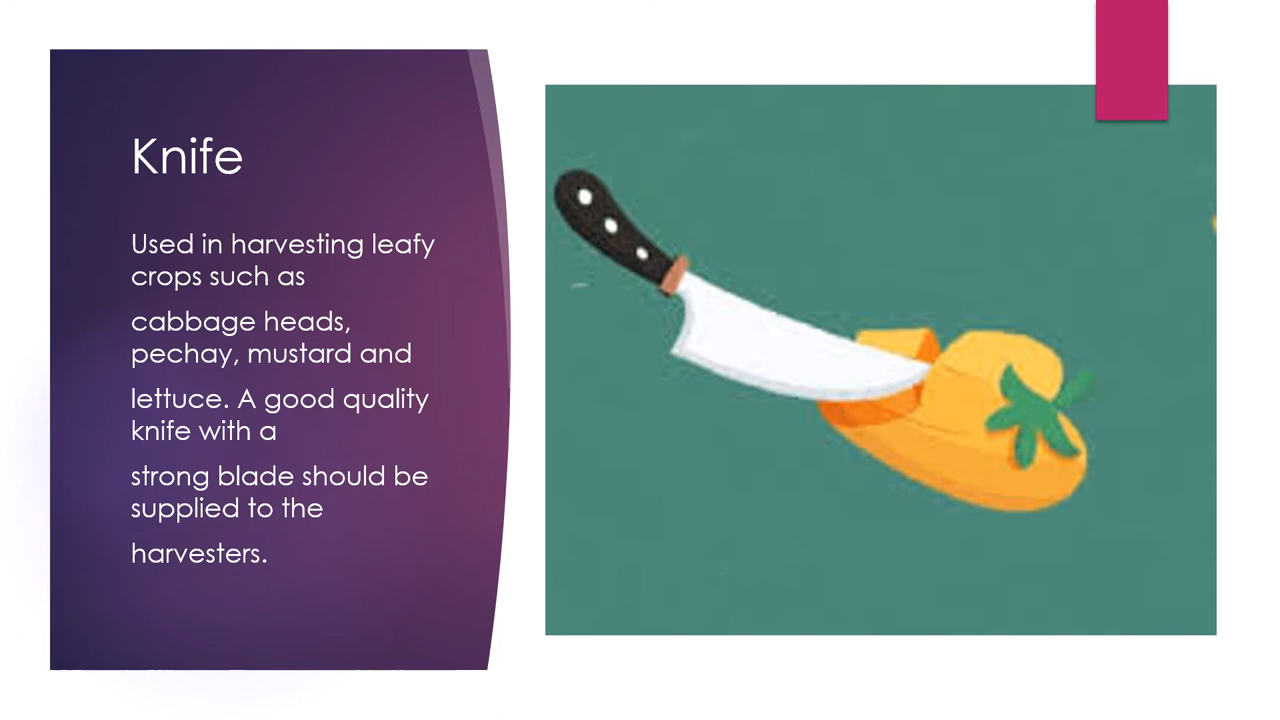 Knife
Used in harvesting leafy
crops such as
cabbage heads,
pechay, mustard and
lettuce. A good quality
knife with a
strong blade should be
supplied to the
harvesters.